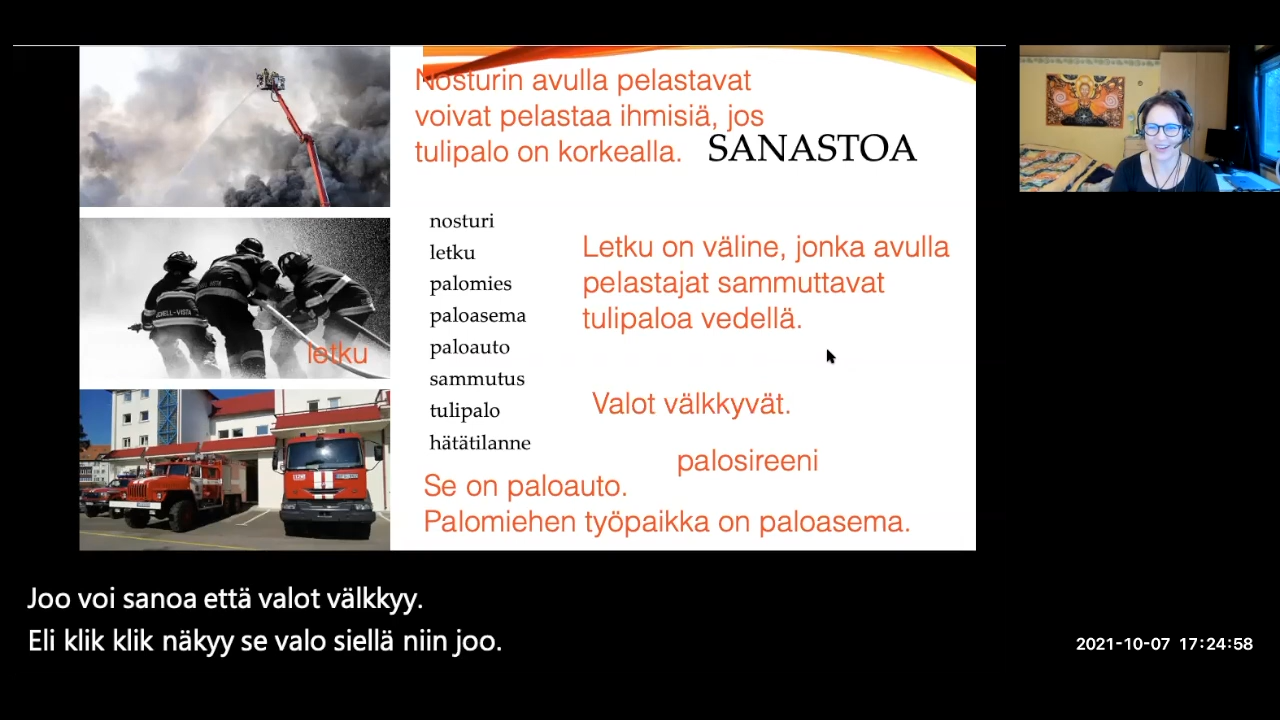 Nosturin avulla pelastavat
voivat pelastaa ihmisiä, jos
tulipalo on korkealla.
SANASTOA
nosturi
letku
palomies
paloasema
paloauto
sammutus
tulipalo
hätätilanne
Letku on väline, jonka avulla
pelastajat sammuttavat
tulipaloa vedellä.
letku
Valot välkkyvät.
palosireeni
Se on paloauto.
Palomiehen työpaikka on paloasema.
Joo voi sanoa että valot välkkyy.
Eli klik klik näkyy se valo siellä niin joo.
2021-10-07 17:24:58